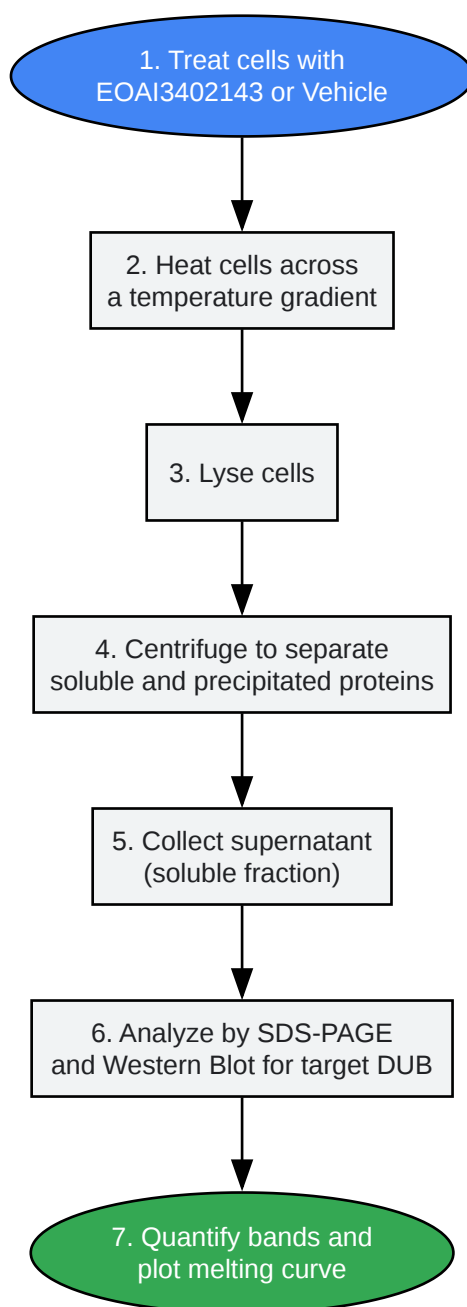 1. Treat cells with
EOAI3402143 or Vehicle
2. Heat cells across
a temperature gradient
3. Lyse cells
4. Centrifuge to separate
soluble and precipitated proteins
5. Collect supernatant
(soluble fraction)
6. Analyze by SDS-PAGE
and Western Blot for target DUB
7. Quantify bands and
plot melting curve